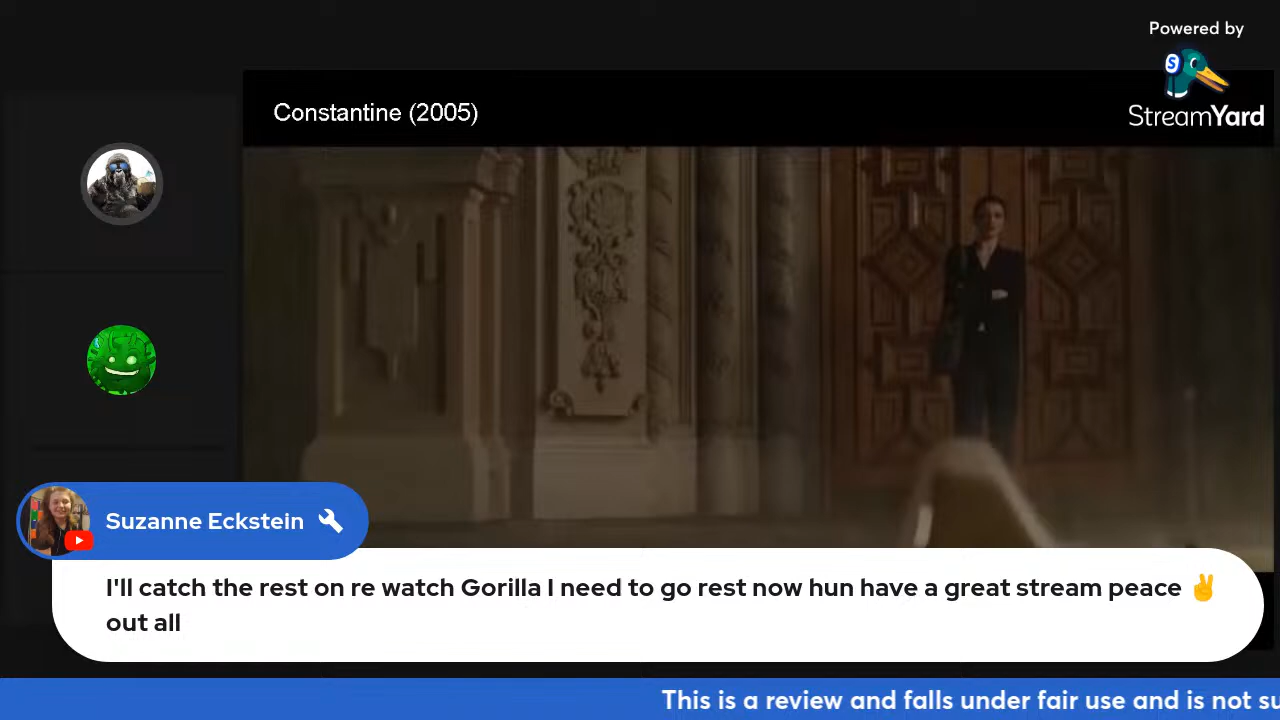 Powered by
StreamYard
Constantine (2005)
Suzanne Eckstein
I'll catch the rest on re watch Gorilla I need to go rest now hun have a great stream peace ✌
out all
This is a review and falls under fair use and is not su